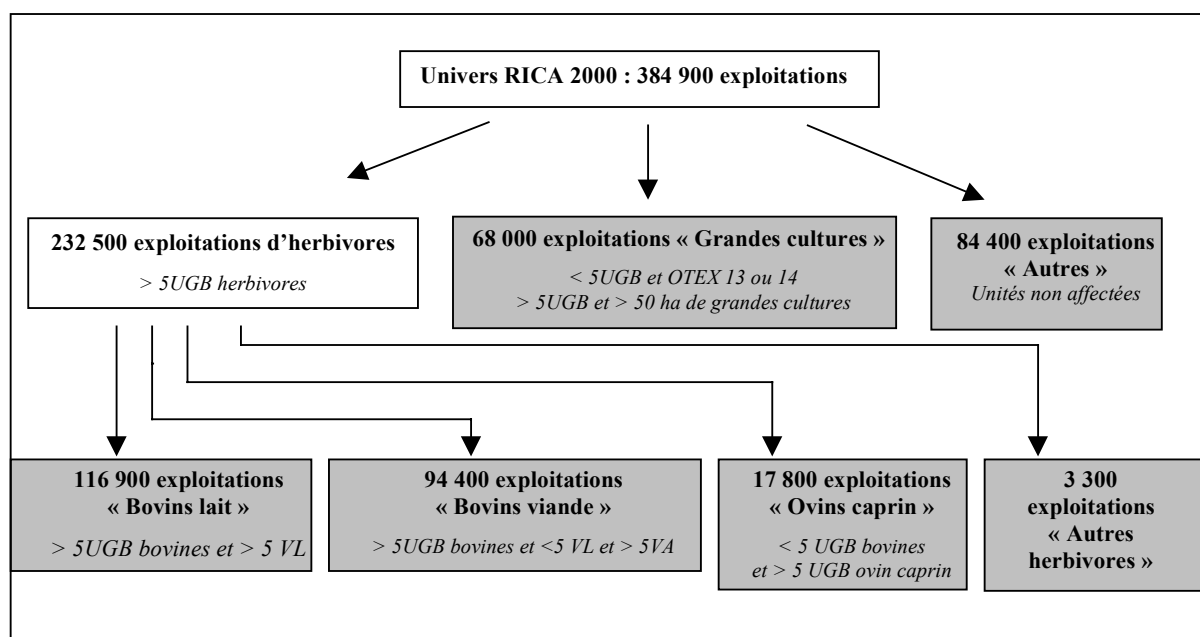 Univers RICA 2000 : 384 900 exploitations
232 500 exploitations d’herbivores
> 5UGB herbivores
68 000 exploitations « Grandes cultures »
< 5UGB et OTEX 13 ou 14
> 5UGB et > 50 ha de grandes cultures
84 400 exploitations
« Autres »
Unités non affectées
116 900 exploitations
« Bovins lait »
> 5UGB bovines et > 5 VL
94 400 exploitations
« Bovins viande »
> 5UGB bovines et <5 VL et > 5VA
17 800 exploitations
« Ovins caprin »
< 5 UGB bovines
et > 5 UGB ovin caprin
3 300
exploitations
« Autres
herbivores »